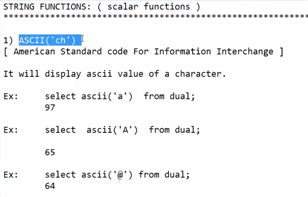 STRING FUNCTIONS: ( scalar functions )
****************************************************
1) ASCII('ch')
[ American Standard code For Information Interchange ]
It will display ascii value of a character.
Ex: select ascii('a') from dual;
97
Ex: select ascii('A') from dual;
65
Ex: select ascii('@') from dual;
64